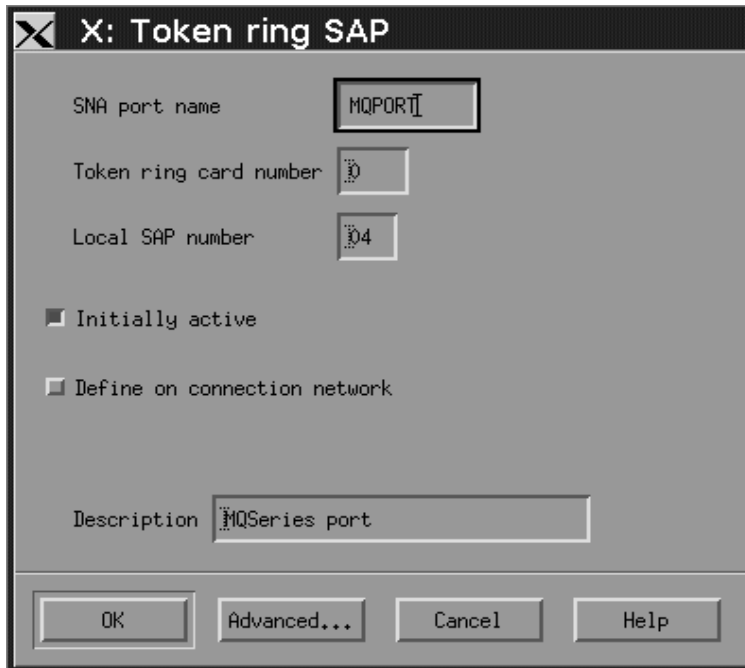 X: Token ring SAP
SNA port name MQPORT
Token ring card number 0
Local SAP number 04
Initially active
Define on connection network
Description MQSeries port
OK Advanced... Cancel Help